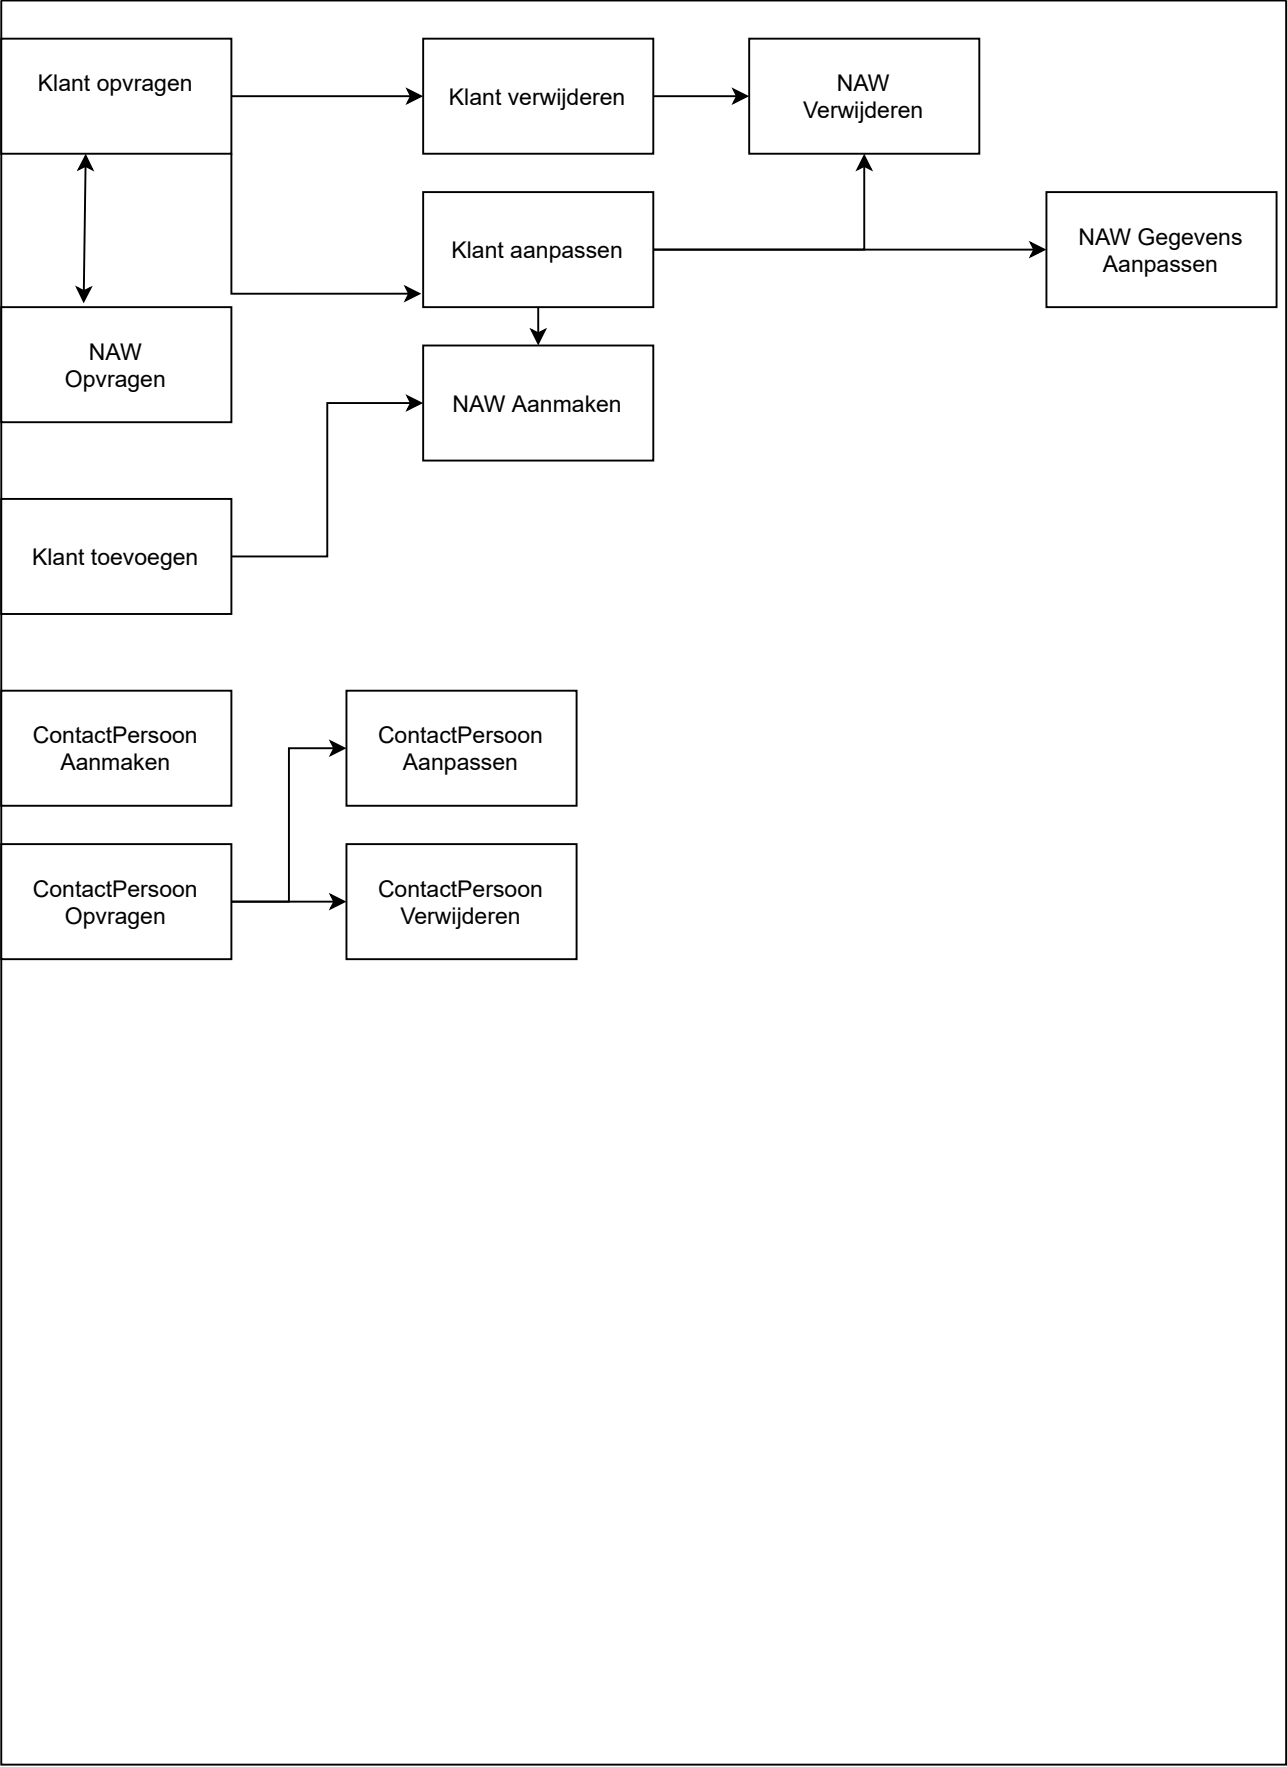 Klant opvragen
Klant verwijderen
NAW
Verwijderen
Klant aanpassen
NAW Gegevens
Aanpassen
NAW
Opvragen
NAW Aanmaken
Klant toevoegen
ContactPersoon
Aanmaken
ContactPersoon
Aanpassen
ContactPersoon
Opvragen
ContactPersoon
Verwijderen